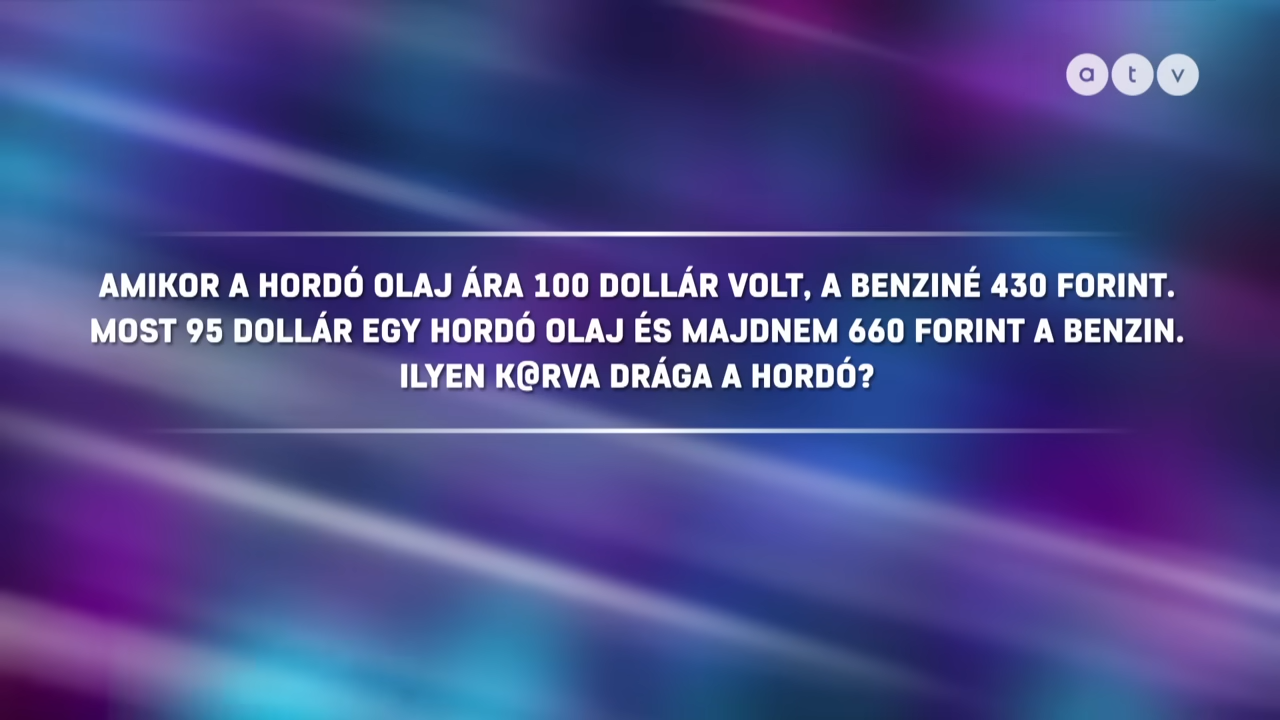 atv
AMIKOR A HORDÓ OLAJ ÁRA 100 DOLLÁR VOLT, A BENZINÉ 430 FORINT.
MOST 95 DOLLÁR EGY HORDÓ OLAJ ÉS MAJDNEM 660 FORINT A BENZIN.
ILYEN K@RVA DRÁGA A HORDÓ?